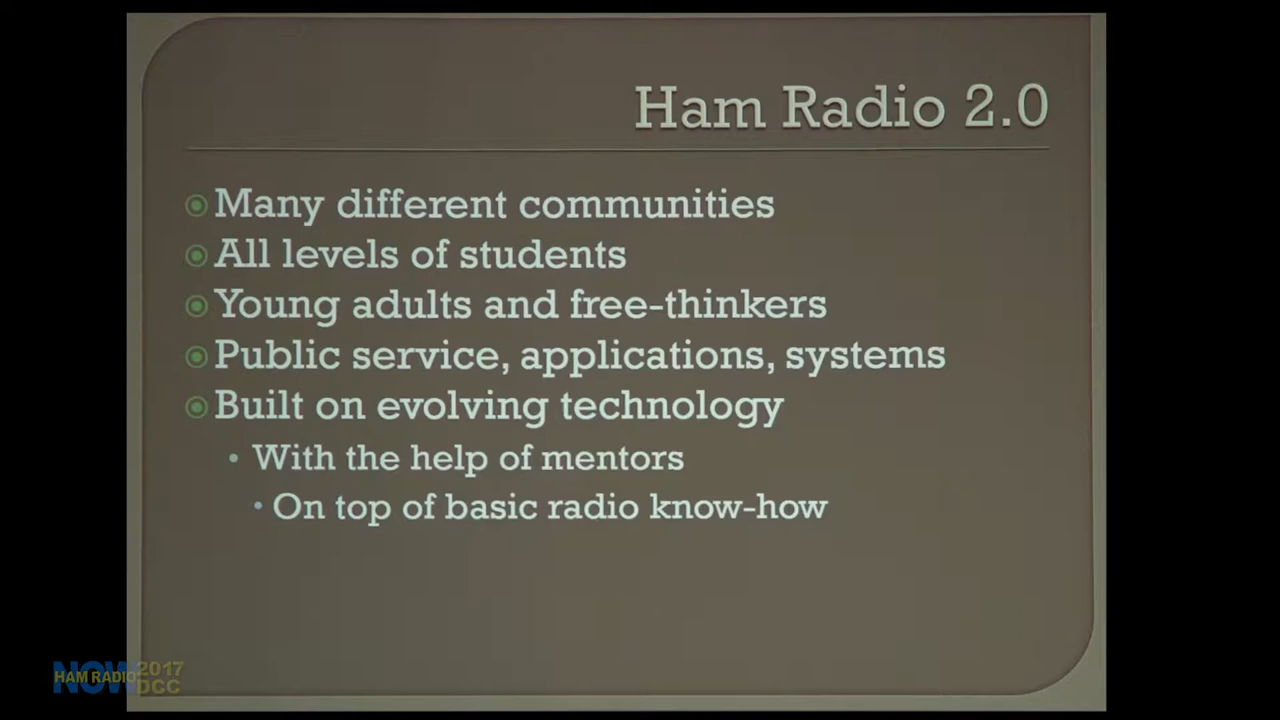 Ham Radio 2.0
Many different communities
All levels of students
Young adults and free-thinkers
Public service, applications, systems
Built on evolving technology
With the help of mentors
On top of basic radio know-how
NOW 2017
HAM RADIO DCC